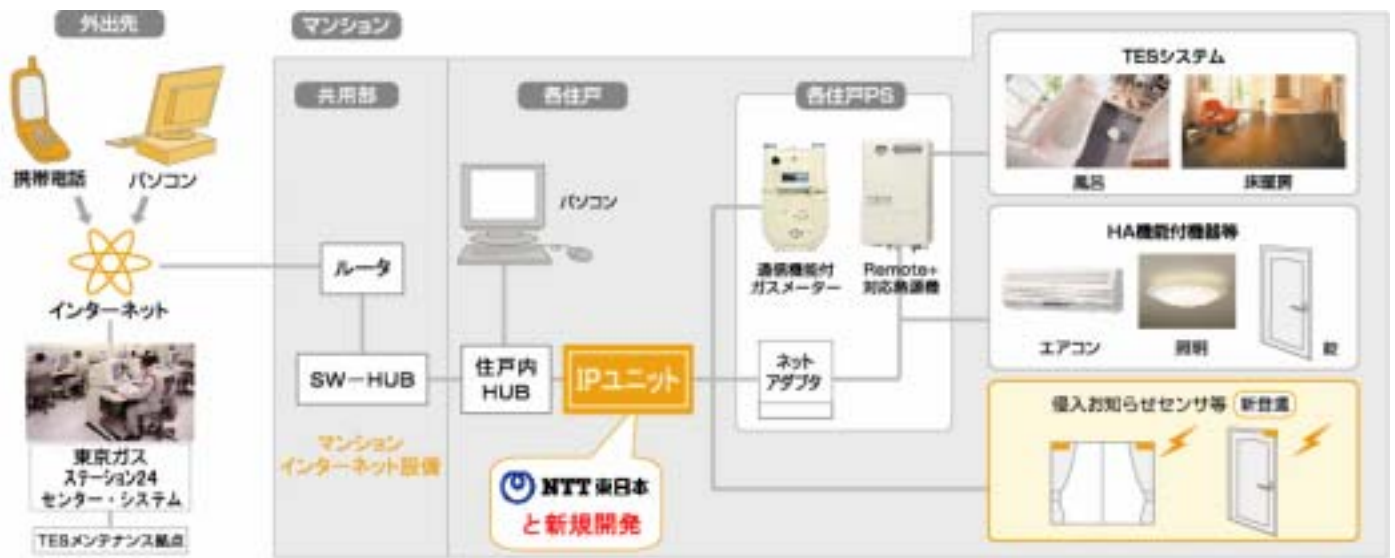 外出先
マンション
共用部
各住戸
各住戸PS
TESシステム
風呂
床暖房
携帯電話
パソコン
パソコン
インターネット
ルータ
通信機能付
ガスメーター
Remote+
対応熱源機
HA機能付機器等
エアコン
照明
錠
SW-HUB
住戸内
HUB
IPユニット
ネット
アダプタ
侵入お知らせセンサ等
新登場
マンション
インターネット設備
NTT東日本
と新規開発
東京ガス
ステーション24
センター・システム
TESメンテナンス拠点